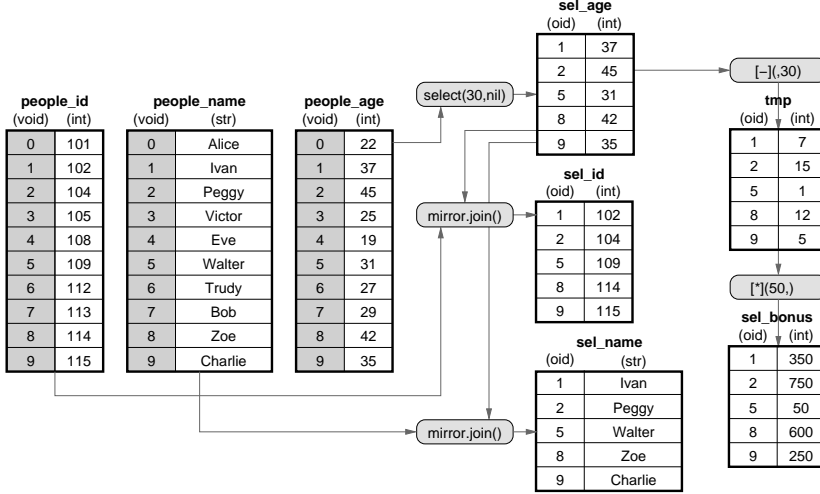 people_id
(void) (int)
0 101
1 102
2 104
3 105
4 108
5 109
6 112
7 113
8 114
9 115
people_name
(void) (str)
0 Alice
1 Ivan
2 Peggy
3 Victor
4 Eve
5 Walter
6 Trudy
7 Bob
8 Zoe
9 Charlie
people_age
(void) (int)
0 22
1 37
2 45
3 25
4 19
5 31
6 27
7 29
8 42
9 35
select(30,nil)
sel_age
(oid) (int)
1 37
2 45
5 31
8 42
9 35
mirror.join()
sel_id
(oid) (int)
1 102
2 104
5 109
8 114
9 115
mirror.join()
sel_name
(oid) (str)
1 Ivan
2 Peggy
5 Walter
8 Zoe
9 Charlie
[−](,30)
tmp
(oid) (int)
1 7
2 15
5 1
8 12
9 5
[*](50,)
sel_bonus
(oid) (int)
1 350
2 750
5 50
8 600
9 250